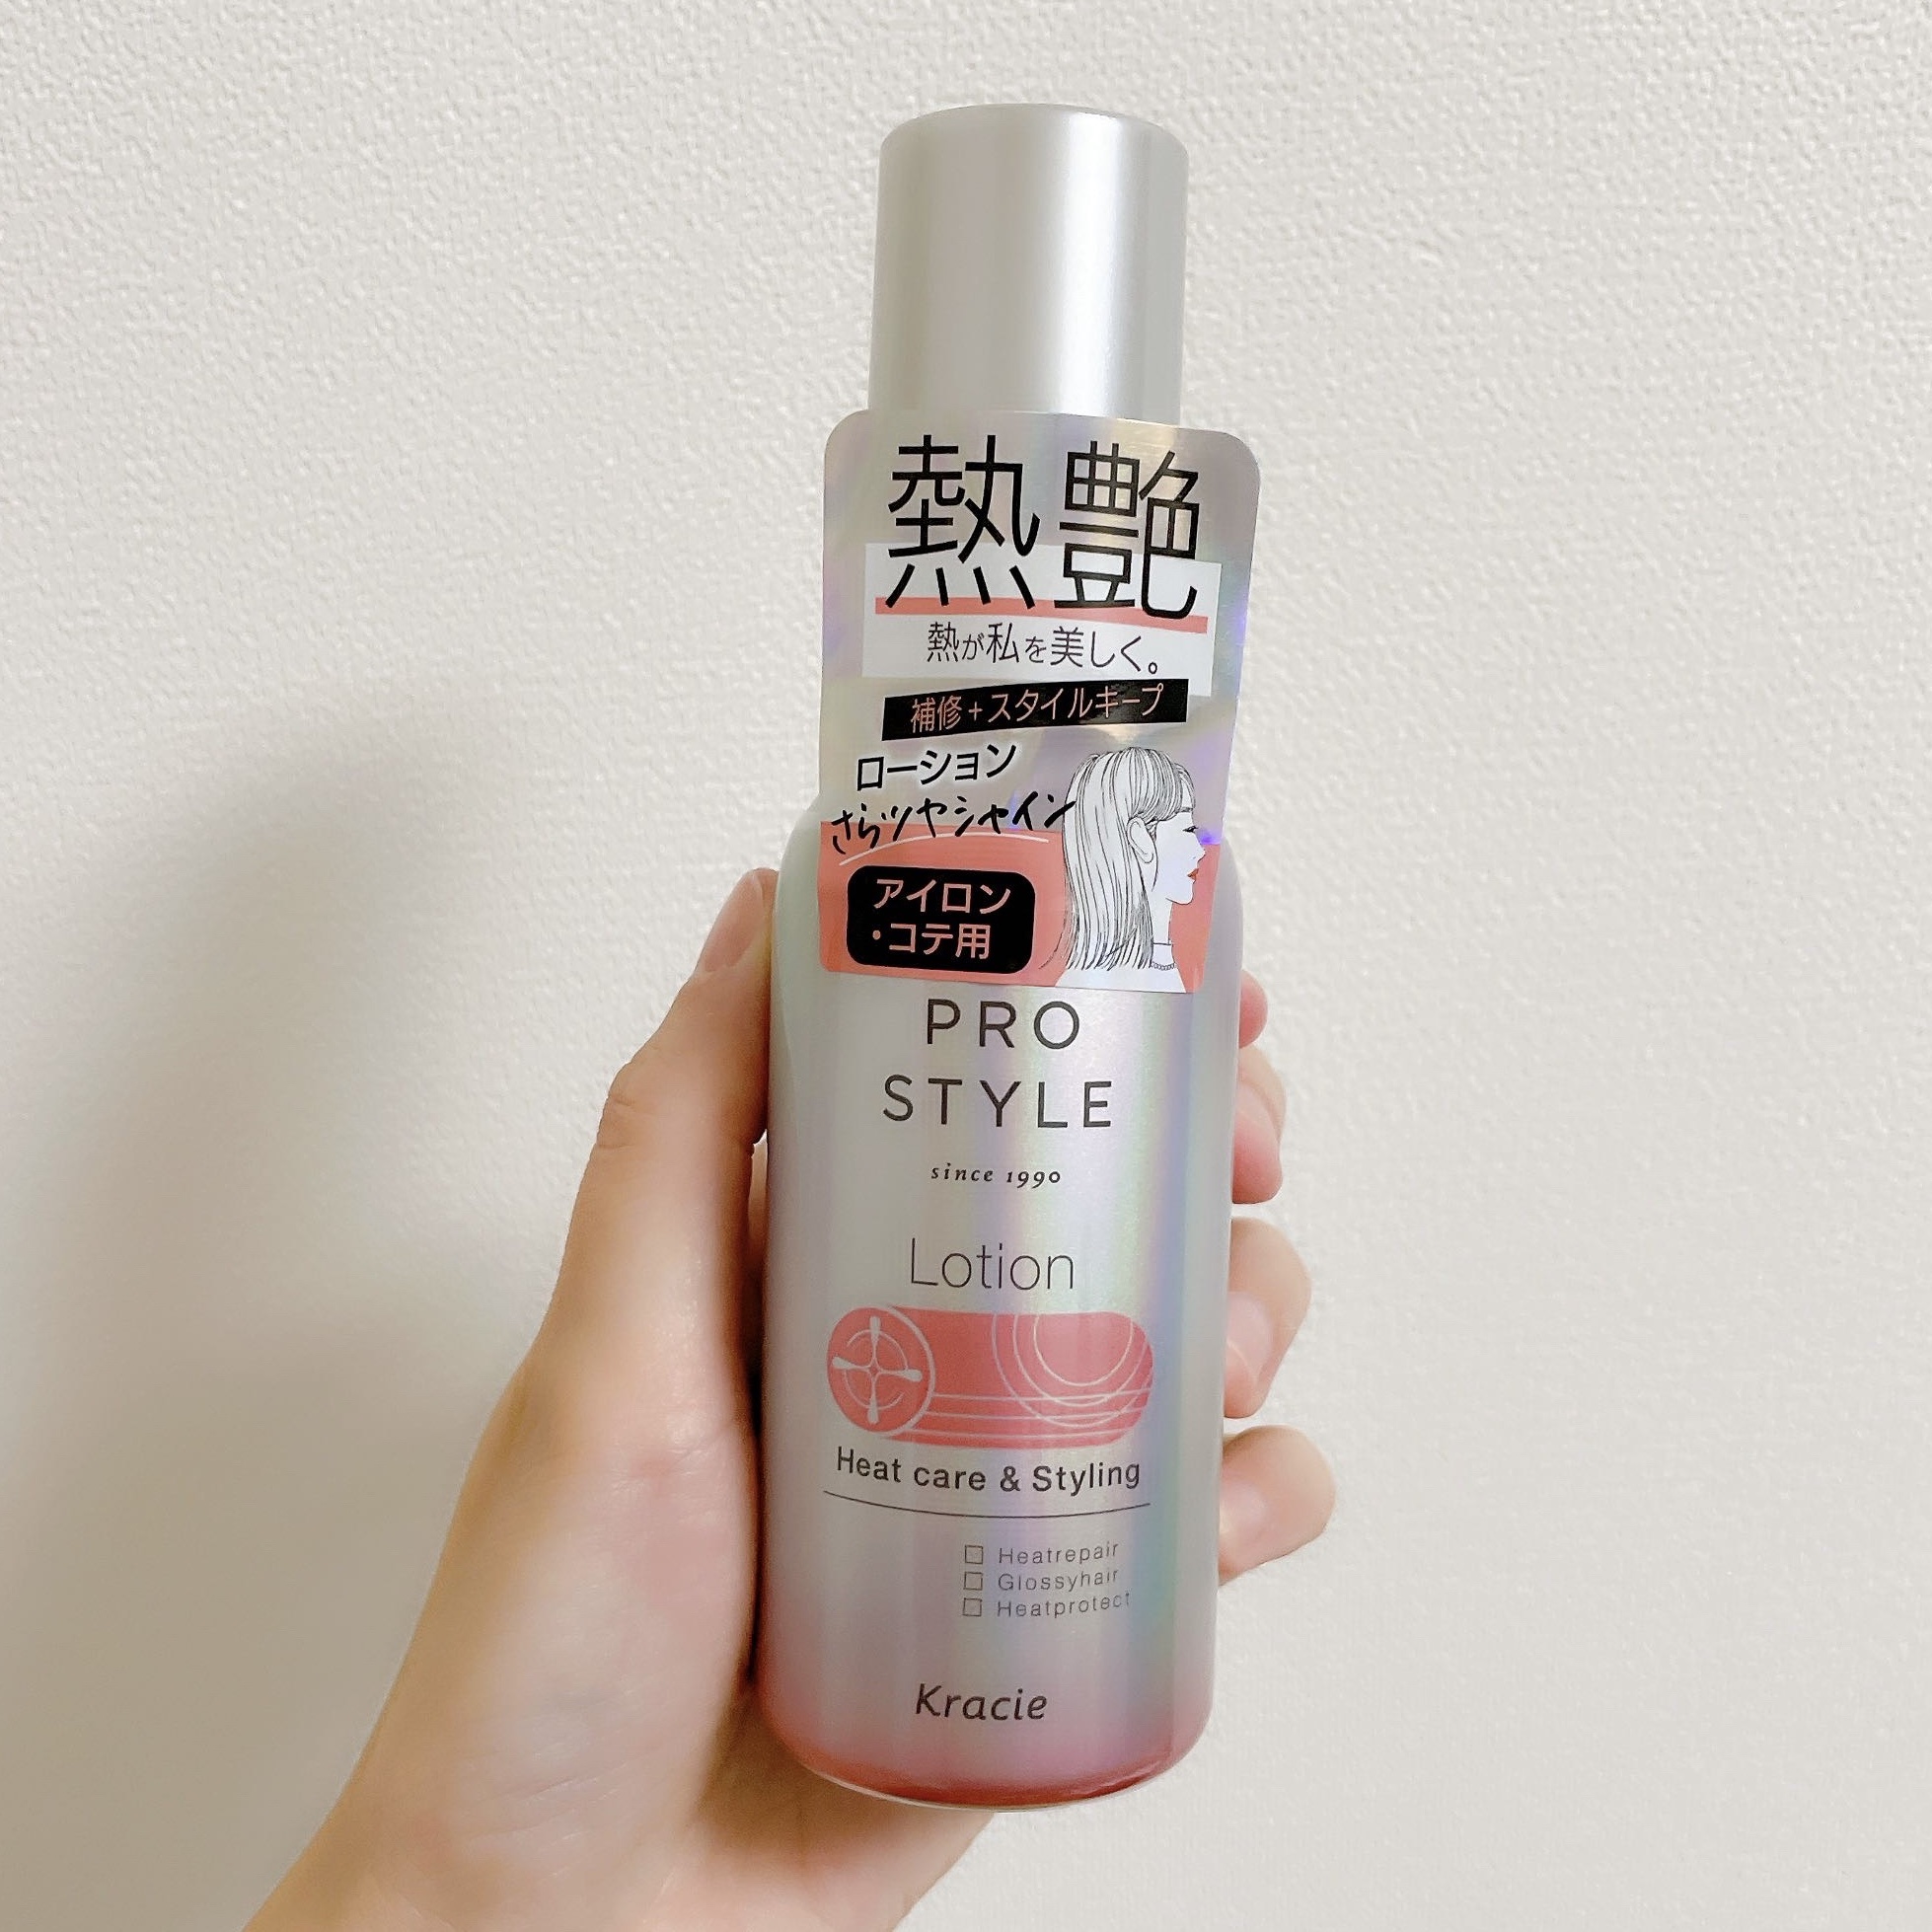 熱艶
熱が私を美しく。
補修+スタイルキープ
ローション
さらツヤシャイン
アイロン
・コテ用
PRO
STYLE
since 1990
Lotion
Heat care & Styling
□ Heatrepair
□ Glossyhair
□ Heatprotect
Kracie